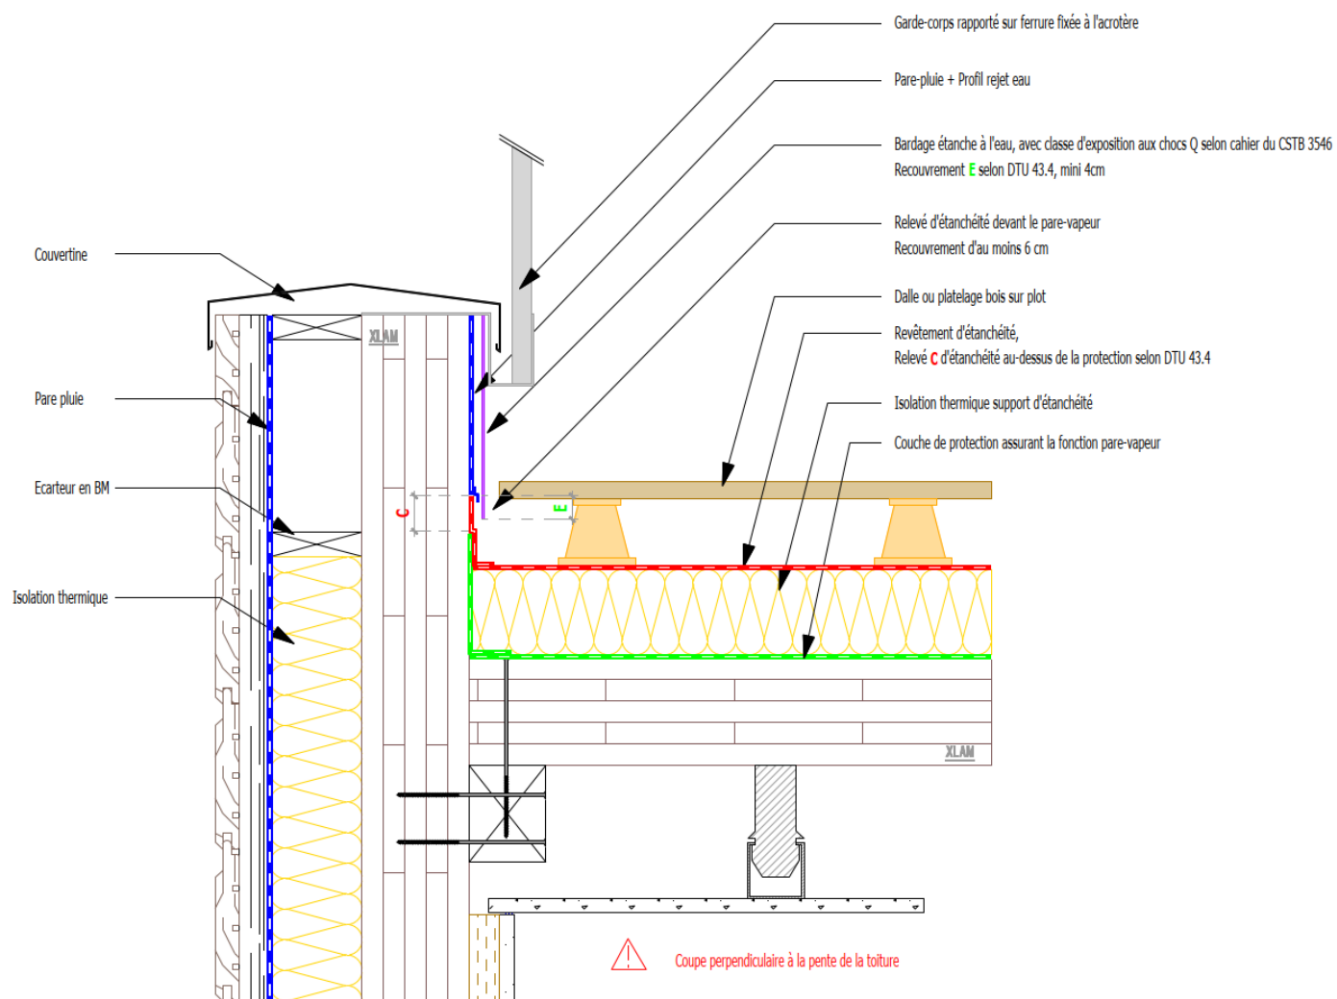 Garde-corps rapporté sur ferrure fixée à l'acrotère
Pare-pluie + Profil rejet eau
Bardage étanche à l'eau, avec classe d'exposition aux chocs Q selon cahier du CSTB 3546
Recouvrement E selon DTU 43.4, mini 4cm
Relevé d'étanchéité devant le pare-vapeur
Recouvrement d'au moins 6 cm
Couvertine
Dalle ou platelage bois sur plot
Revêtement d'étanchéité,
Relevé C d'étanchéité au-dessus de la protection selon DTU 43.4
XLAM
Pare pluie
Isolation thermique support d'étanchéité
Couche de protection assurant la fonction pare-vapeur
Ecarteur en BM
C
E
Isolation thermique
XLAM
Coupe perpendiculaire à la pente de la toiture